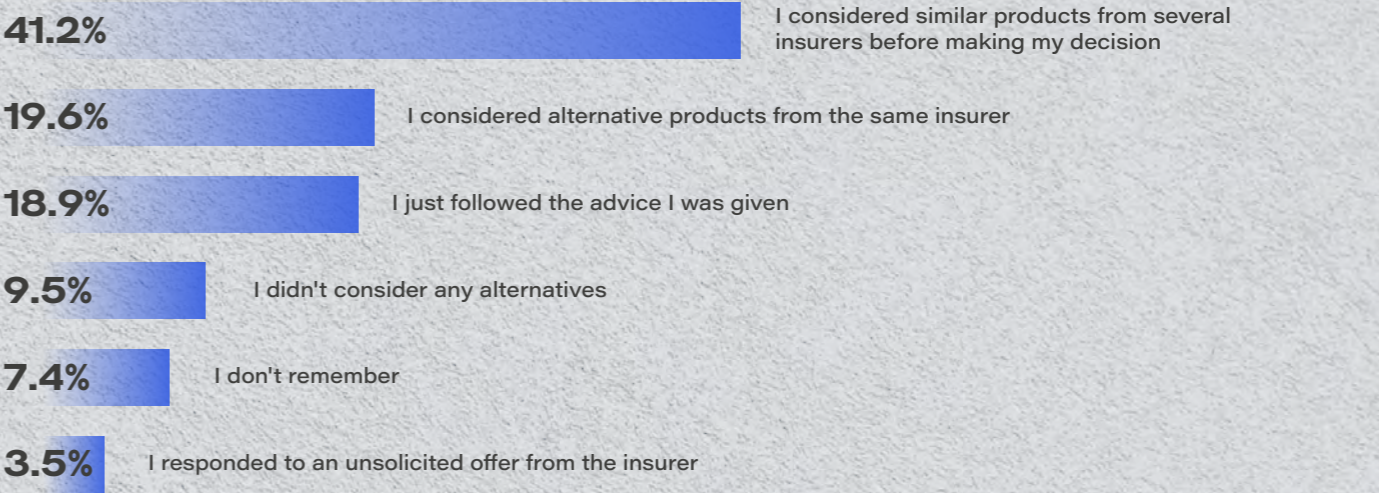 41.2%
I considered similar products from several
insurers before making my decision
19.6%
I considered alternative products from the same insurer
18.9%
I just followed the advice I was given
9.5%
I didn't consider any alternatives
7.4%
I don't remember
3.5%
I responded to an unsolicited offer from the insurer